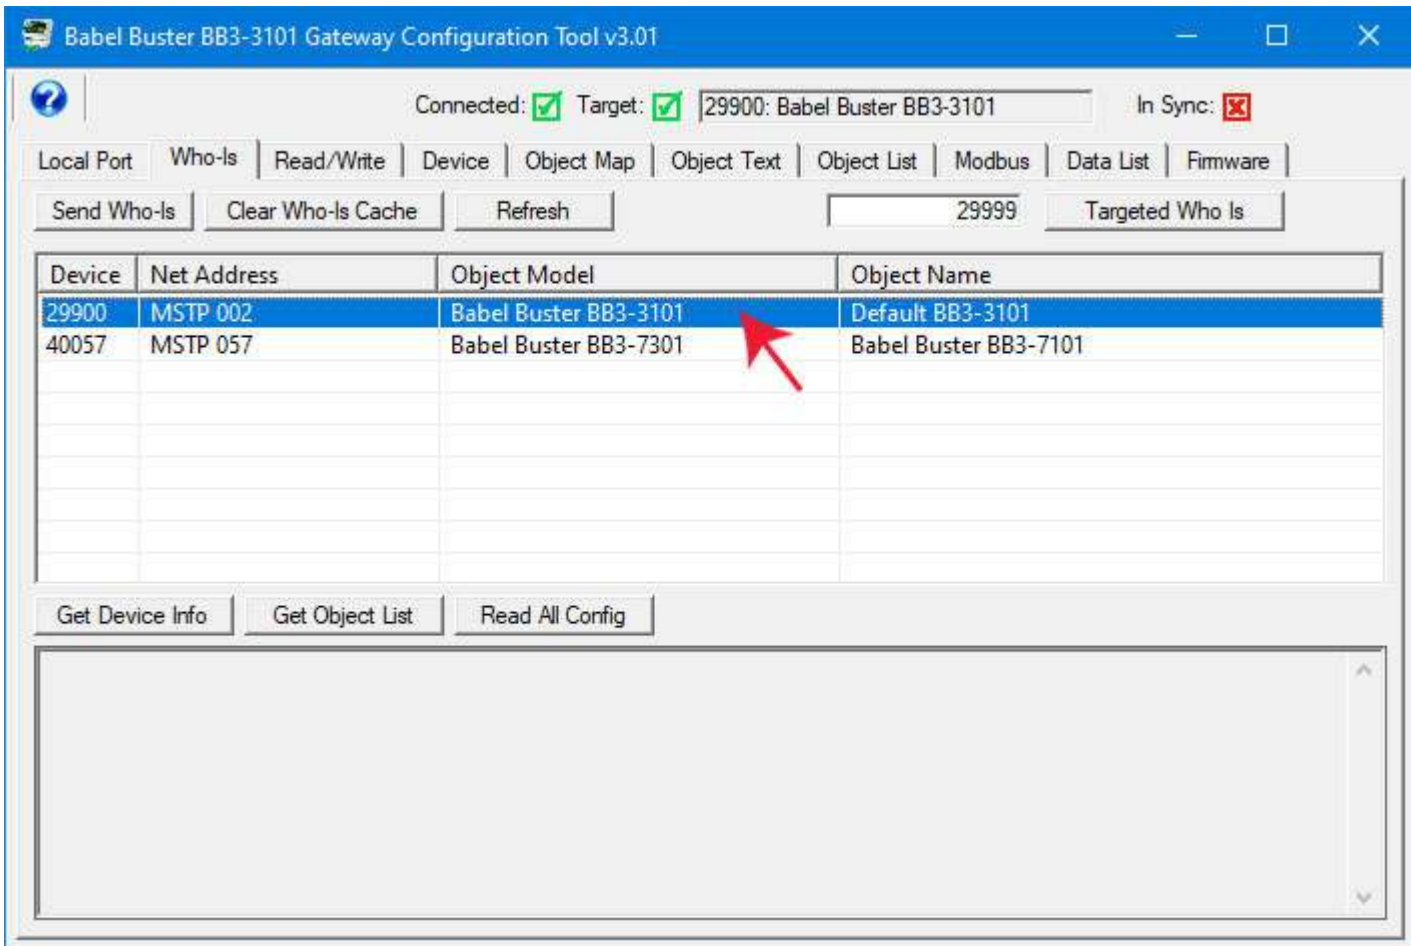 Babel Buster BB3-3101 Gateway Configuration Tool v3.01
Connected: Target: 29900: Babel Buster BB3-3101 In Sync:
Local Port Who-Is Read/Write Device Object Map Object Text Object List Modbus Data List Firmware
Send Who-Is Clear Who-Is Cache Refresh 29999 Targeted Who Is
Device Net Address Object Model Object Name
29900 MSTP 002 Babel Buster BB3-3101 Default BB3-3101
40057 MSTP 057 Babel Buster BB3-7301 Babel Buster BB3-7101
Get Device Info Get Object List Read All Config